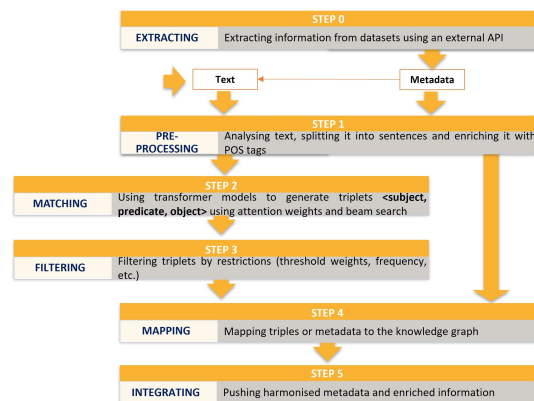 STEP 0
EXTRACTING
Extracting information from datasets using an external API
Text
Metadata
STEP 1
PRE-
PROCESSING
Analysing text, splitting it into sentences and enriching it with
POS tags
STEP 2
MATCHING
Using transformer models to generate triplets <subject,
predicate, object> using attention weights and beam search
STEP 3
FILTERING
Filtering triplets by restrictions (threshold weights, frequency,
etc.)
STEP 4
MAPPING
Mapping triples or metadata to the knowledge graph
STEP 5
INTEGRATING
Pushing harmonised metadata and enriched information